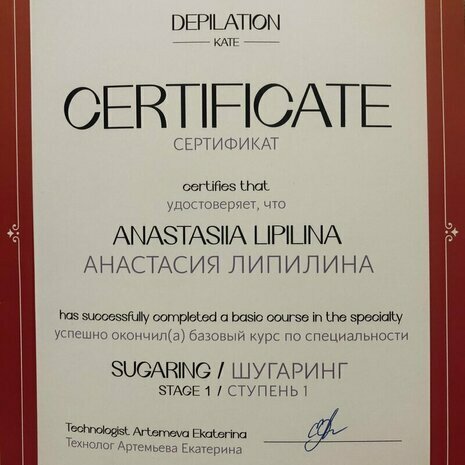 DEPILATION
KATE
CERTIFICATE
СЕРТИФИКАТ
certifies that
удостоверяет, что
ANASTASIIA LIPILINA
АНАСТАСИЯ ЛИПИЛИНА
has successfully completed a basic course in the specialty
успешно окончил(а) базовый курс по специальности
SUGARING / ШУГАРИНГ
STAGE 1 / СТУПЕНЬ 1
Technologist Artemeva Ekaterina
Технолог Артемьева Екатерина